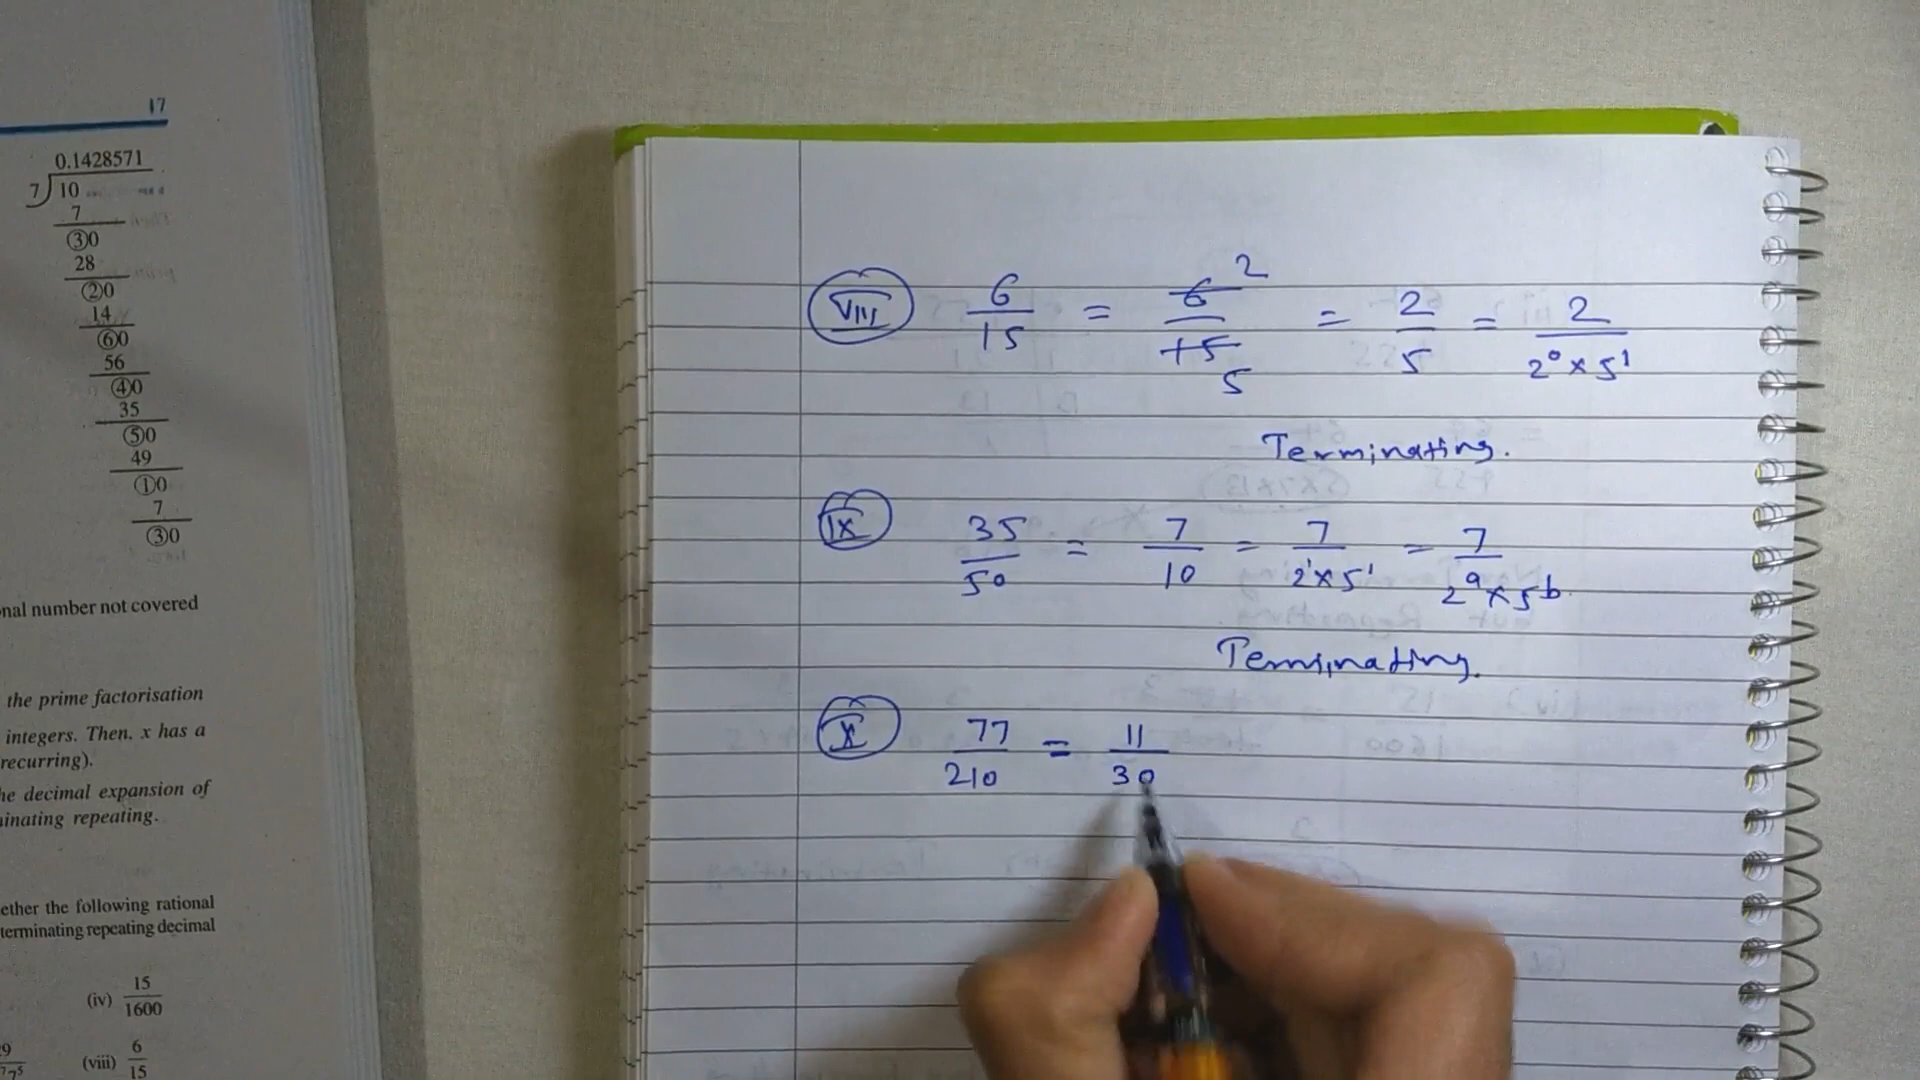 17
0.1428571
7 10
7
30
28
20
14
60
56
40
35
50
49
10
7
30
nal number not covered
the prime factorisation
integers. Then, x has a
recurring).
he decimal expansion of
inating repeating.
ether the following rational
terminating repeating decimal
(iv) 15/1600
(viii) 6/15
VIII 6/15 = 6 2/15 5 = 2/5 = 2/2⁰ × 5¹
Terminating.
IX 35/50 = 7/10 = 7/2¹ × 5¹ = 7/2ᵃ × 5ᵇ
Terminating.
X 77/210 = 11/30